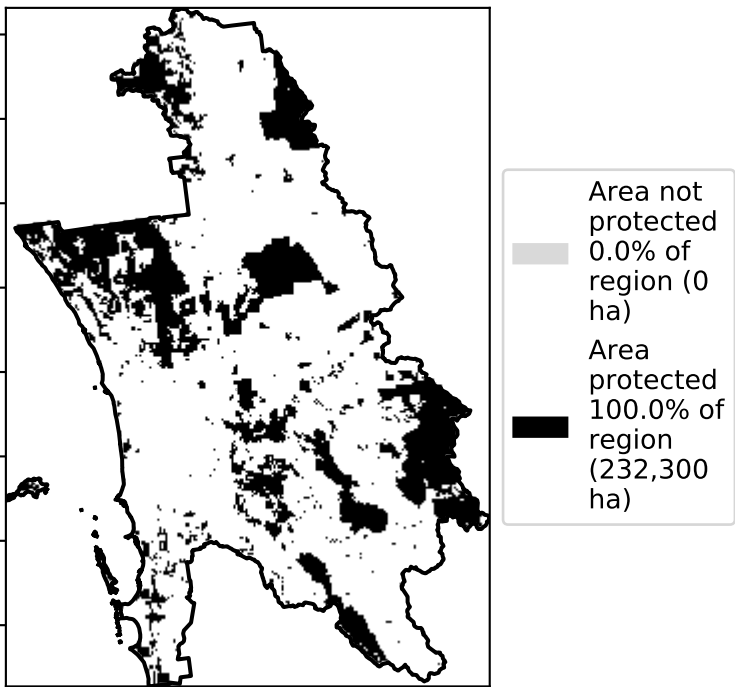 Area not
protected
0.0% of
region (0
ha)
Area
protected
100.0% of
region
(232,300
ha)